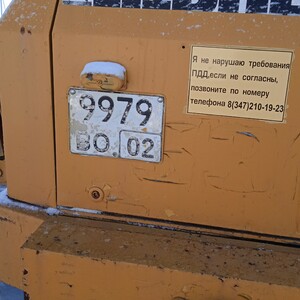 9979
ВО 02
Я не нарушаю требования
ПДД,если не согласны,
позвоните по номеру
телефона 8(347)210-19-23